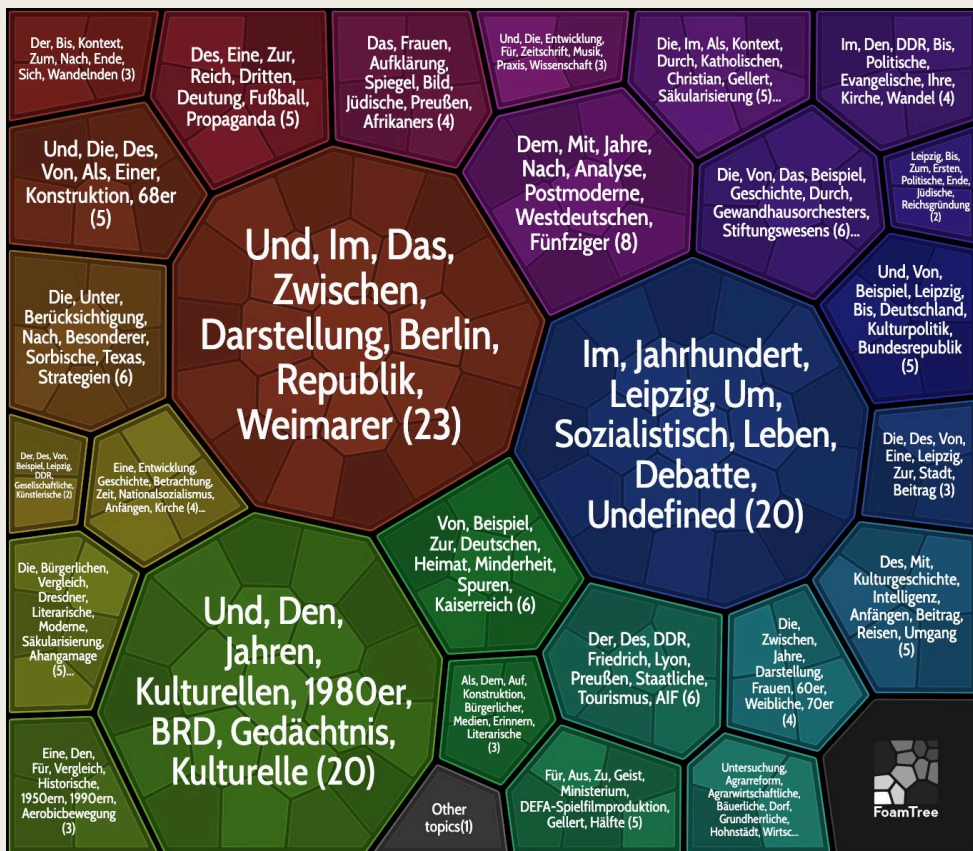 Der, Bis, Kontext,
Zum, Nach, Ende,
Sich, Wandelnden (3)
Des, Eine, Zur,
Reich, Dritten,
Deutung, Fußball,
Propaganda (5)
Das, Frauen,
Aufklärung,
Spiegel, Bild,
Jüdische, Preußen,
Afrikaners (4)
Und, Die, Entwicklung,
Für, Zeitschrift, Musik,
Praxis, Wissenschaft (3)
Die, Im, Als, Kontext,
Durch, Katholischen,
Christian, Gellert,
Säkularisierung (5)...
Im, Den, DDR, Bis,
Politische,
Evangelische, Ihre,
Kirche, Wandel (4)
Und, Die, Des,
Von, Als, Einer,
Konstruktion, 68er
(5)
Dem, Mit, Jahre,
Nach, Analyse,
Postmoderne,
Westdeutschen,
Fünfziger (8)
Die, Von, Das, Beispiel,
Geschichte, Durch,
Gewandhausorchesters,
Stiftungswesens (6)...
Leipzig, Bis,
Zum, Ersten,
Politische, Ende,
Jüdische,
Reichsgründung
(2)
Und, Im, Das,
Zwischen,
Darstellung, Berlin,
Republik,
Weimarer (23)
Die, Unter,
Berücksichtigung,
Nach, Besonderer,
Sorbische, Texas,
Strategien (6)
Und, Von,
Beispiel, Leipzig,
Bis, Deutschland,
Kulturpolitik,
Bundesrepublik
(5)
Im, Jahrhundert,
Leipzig, Um,
Sozialistisch, Leben,
Debatte,
Undefined (20)
Der, Des, Von,
Beispiel, Leipzig,
DDR,
Gesellschaftliche,
Künstlerische (2)
Eine, Entwicklung,
Geschichte, Betrachtung,
Zeit, Nationalsozialismus,
Anfängen, Kirche (4)...
Die, Des, Von,
Eine, Leipzig,
Zur, Stadt,
Beitrag (3)
Von, Beispiel,
Zur, Deutschen,
Heimat, Minderheit,
Spuren,
Kaiserreich (6)
Die, Bürgerlichen,
Vergleich,
Dresdner,
Literarische,
Moderne,
Säkularisierung,
Ahangamage
(5)...
Und, Den,
Jahren,
Kulturellen, 1980er,
BRD, Gedächtnis,
Kulturelle (20)
Des, Mit,
Kulturgeschichte,
Intelligenz,
Anfängen, Beitrag,
Reisen, Umgang
(5)
Der, Des, DDR,
Friedrich, Lyon,
Preußen, Staatliche,
Tourismus, AIF (6)
Die,
Zwischen,
Jahre,
Darstellung,
Frauen, 60er,
Weibliche, 70er
(4)
Als, Dem, Auf,
Konstruktion,
Bürgerlicher,
Medien, Erinnern,
Literarische
(3)
Eine, Den,
Für, Vergleich,
Historische,
1950ern, 1990ern,
Aerobicbewegung
(3)
Other
topics(1)
Für, Aus, Zu, Geist,
Ministerium,
DEFA-Spielfilmproduktion,
Gellert, Hälfte (5)
Untersuchung,
Agrarreform,
Agrarwirtschaftliche,
Bäuerliche, Dorf,
Grundherrliche,
Hohnstädt, Wirtsc...
FoamTree